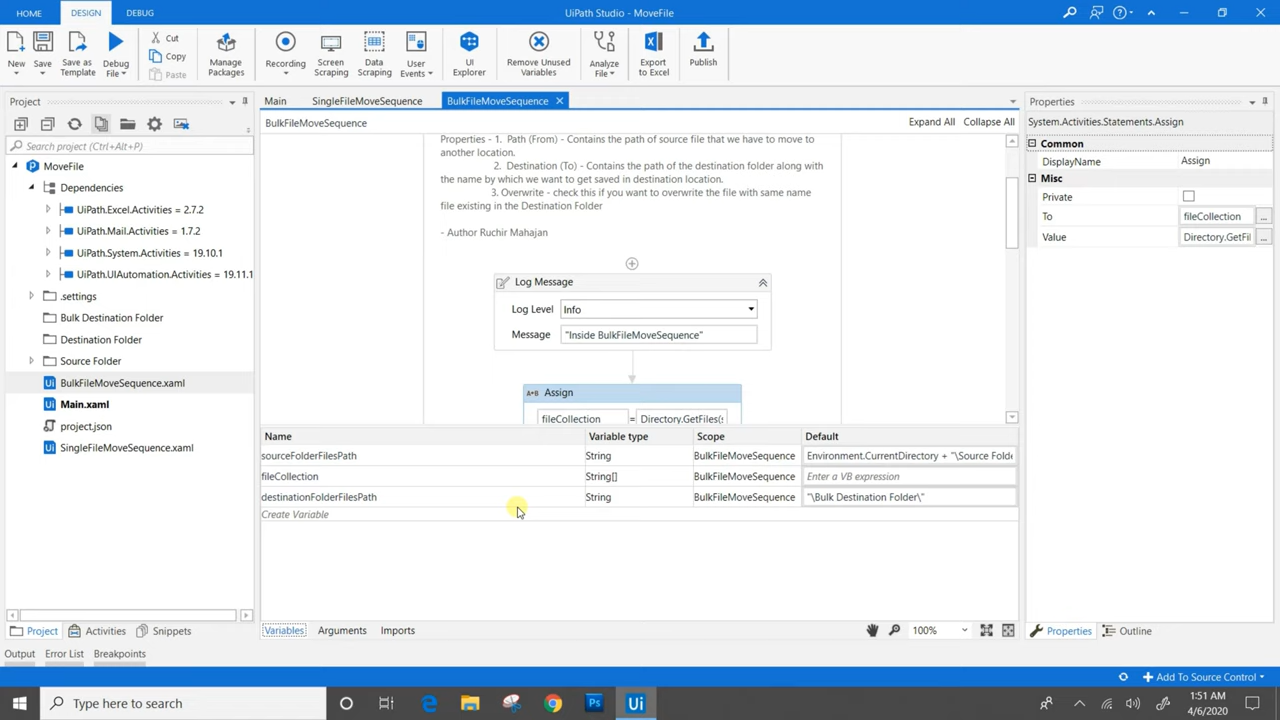 HOME DESIGN DEBUG UiPath Studio - MoveFile
New Save Save as Template Debug File Cut Copy Paste Manage Packages Recording Screen Scraping Data Scraping User Events UI Explorer Remove Unused Variables Analyze File Export to Excel Publish
Project
Search project (Ctrl+Alt+P)
MoveFile
Dependencies
UiPath.Excel.Activities = 2.7.2
UiPath.Mail.Activities = 1.7.2
UiPath.System.Activities = 19.10.1
UiPath.UIAutomation.Activities = 19.11.1
.settings
Bulk Destination Folder
Destination Folder
Source Folder
BulkFileMoveSequence.xaml
Main.xaml
project.json
SingleFileMoveSequence.xaml
Project Activities Snippets
Main SingleFileMoveSequence BulkFileMoveSequence
BulkFileMoveSequence Expand All Collapse All
Properties - 1. Path (From) - Contains the path of source file that we have to move to
another location.
2. Destination (To) - Contains the path of the destination folder along with
the name by which we want to get saved in destination location.
3. Overwrite - check this if you want to overwrite the file with same name
file existing in the Destination Folder
- Author Ruchir Mahajan
Log Message
Log Level Info
Message "Inside BulkFileMoveSequence"
A+B Assign
fileCollection = Directory.GetFiles(s
Name Variable type Scope Default
sourceFolderFilesPath String BulkFileMoveSequence Environment.CurrentDirectory + "\Source Folde
fileCollection String[] BulkFileMoveSequence Enter a VB expression
destinationFolderFilesPath String BulkFileMoveSequence "\Bulk Destination Folder\"
Create Variable
Variables Arguments Imports 100%
Properties
System.Activities.Statements.Assign
Common
DisplayName Assign
Misc
Private
To fileCollection ...
Value Directory.GetFil ...
Properties Outline
Output Error List Breakpoints
Add To Source Control
Type here to search
Ps Ui
1:51 AM
4/6/2020